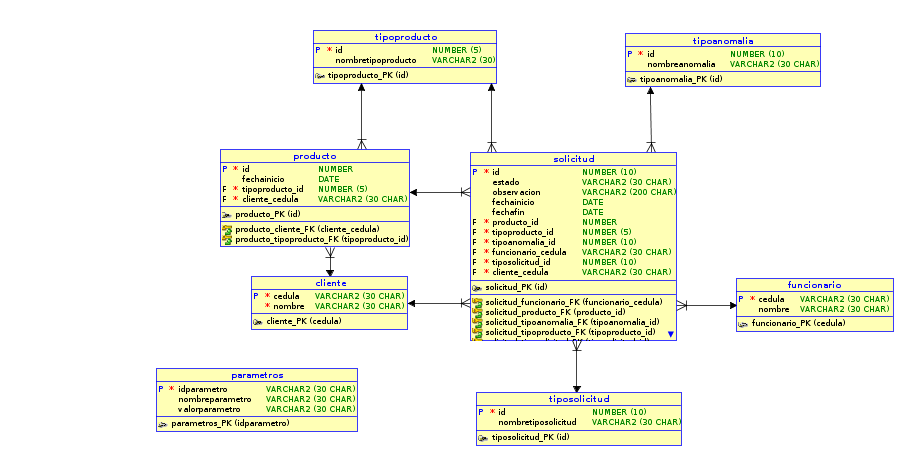 tipoproducto
P * id NUMBER (5)
nombretipoproducto VARCHAR2 (30)
tipoproducto_PK (id)
tipoanomalia
P * id NUMBER (10)
nombreanomalia VARCHAR2 (30 CHAR)
tipoanomalia_PK (id)
producto
P * id NUMBER
fechainicio DATE
F * tipoproducto_id NUMBER (5)
F * cliente_cedula VARCHAR2 (30 CHAR)
producto_PK (id)
producto_cliente_FK (cliente_cedula)
producto_tipoproducto_FK (tipoproducto_id)
solicitud
P * id NUMBER (10)
estado VARCHAR2 (30 CHAR)
observacion VARCHAR2 (200 CHAR)
fechainicio DATE
fechafin DATE
F * producto_id NUMBER
F * tipoproducto_id NUMBER (5)
F * tipoanomalia_id NUMBER (10)
F * funcionario_cedula VARCHAR2 (30 CHAR)
F * tiposolicitud_id NUMBER (10)
F * cliente_cedula VARCHAR2 (30 CHAR)
solicitud_PK (id)
solicitud_funcionario_FK (funcionario_cedula)
solicitud_producto_FK (producto_id)
solicitud_tipoanomalia_FK (tipoanomalia_id)
solicitud_tipoproducto_FK (tipoproducto_id)
cliente
P * cedula VARCHAR2 (30 CHAR)
* nombre VARCHAR2 (30 CHAR)
cliente_PK (cedula)
funcionario
P * cedula VARCHAR2 (30 CHAR)
nombre VARCHAR2 (30 CHAR)
funcionario_PK (cedula)
parametros
P * idparametro VARCHAR2 (30 CHAR)
nombreparametro VARCHAR2 (30 CHAR)
valorparametro VARCHAR2 (30 CHAR)
parametros_PK (idparametro)
tiposolicitud
P * id NUMBER (10)
nombretiposolicitud VARCHAR2 (30 CHAR)
tiposolicitud_PK (id)